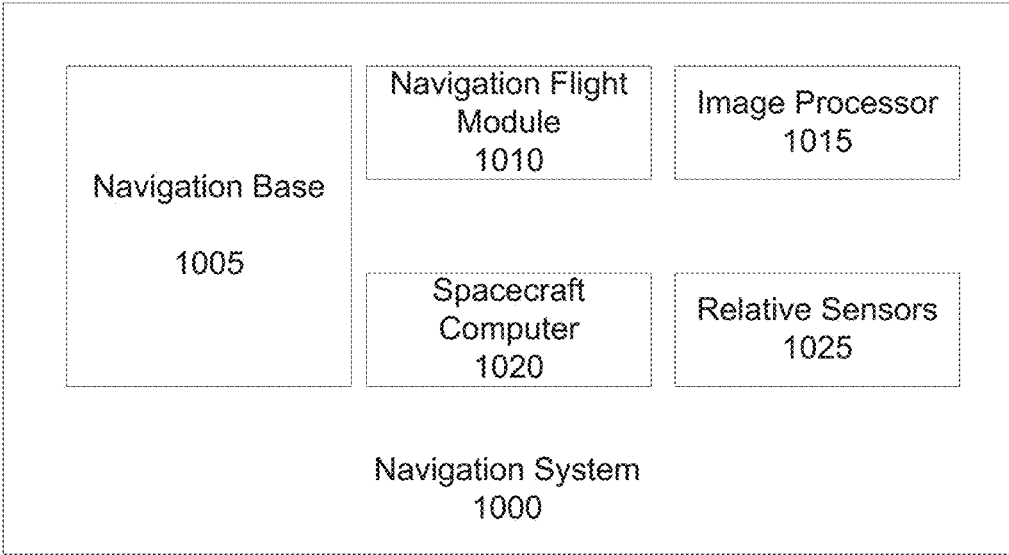 Navigation Base
1005
Navigation Flight
Module
1010
Image Processor
1015
Spacecraft
Computer
1020
Relative Sensors
1025
Navigation System
1000